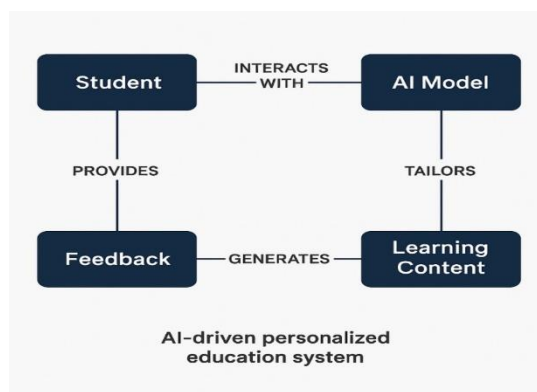 Student
INTERACTS
WITH
AI Model
PROVIDES
TAILORS
Feedback
GENERATES
Learning
Content
AI-driven personalized
education system